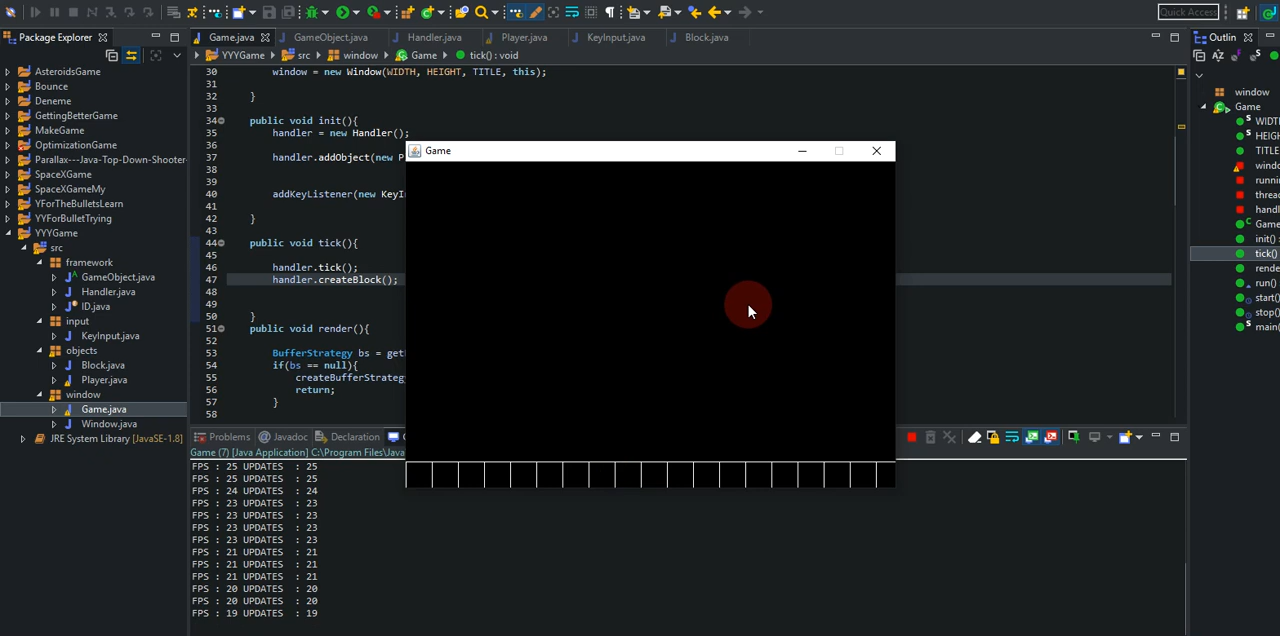 Quick Access
Package Explorer
Game.java
GameObject.java
Handler.java
Player.java
KeyInput.java
Block.java
Outlin
YYYGame
src
window
Game
tick() : void
AsteroidsGame
Bounce
Deneme
GettingBetterGame
MakeGame
OptimizationGame
Parallax---Java-Top-Down-Shooter-
SpaceXGame
SpaceXGameMy
YForTheBulletsLearn
YYForBulletTrying
YYYGame
src
framework
GameObject.java
Handler.java
ID.java
input
KeyInput.java
objects
Block.java
Player.java
window
Game.java
Window.java
JRE System Library [JavaSE-1.8]
30 window = new Window(WIDTH, HEIGHT, TITLE, this);
31
32 }
33
34 public void init(){
35 handler = new Handler();
36
37 handler.addObject(new P
38
39
40 addKeyListener(new KeyI
41
42 }
43
44 public void tick(){
45
46 handler.tick();
47 handler.createBlock();
48
49
50 }
51 public void render(){
52
53 BufferStrategy bs = getB
54 if(bs == null){
55 createBufferStrategy
56 return;
57 }
58
Game
window
Game
WIDTH
HEIGH
TITLE
windo
runnin
thread
handl
Game
init() :
tick()
rende
run()
start()
stop()
main(
Problems
Javadoc
Declaration
Game (7) [Java Application] C:\Program Files\Java
FPS : 25 UPDATES : 25
FPS : 25 UPDATES : 25
FPS : 24 UPDATES : 24
FPS : 23 UPDATES : 23
FPS : 23 UPDATES : 23
FPS : 23 UPDATES : 23
FPS : 23 UPDATES : 23
FPS : 21 UPDATES : 21
FPS : 21 UPDATES : 21
FPS : 21 UPDATES : 21
FPS : 20 UPDATES : 20
FPS : 20 UPDATES : 20
FPS : 19 UPDATES : 19